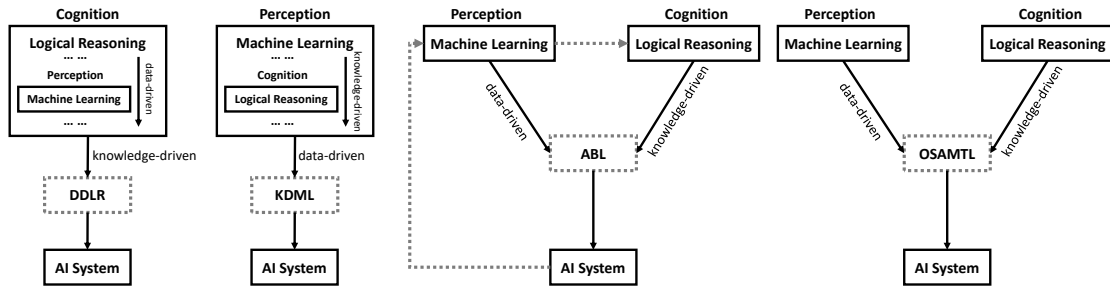 Cognition
Logical Reasoning
... ...
Perception
Machine Learning
... ...
data-driven
knowledge-driven
DDLR
AI System
Perception
Machine Learning
... ...
Cognition
Logical Reasoning
... ...
knowledge-driven
data-driven
KDML
AI System
Perception
Machine Learning
Cognition
Logical Reasoning
data-driven
knowledge-driven
ABL
AI System
Perception
Machine Learning
Cognition
Logical Reasoning
data-driven
knowledge-driven
OSAMTL
AI System